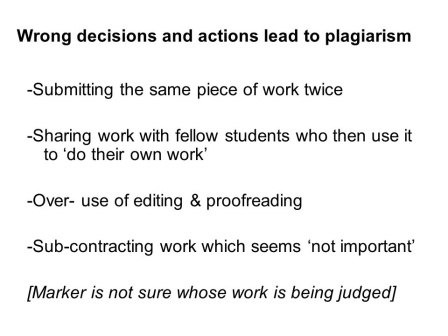 Wrong decisions and actions lead to plagiarism
-Submitting the same piece of work twice
-Sharing work with fellow students who then use it
to ‘do their own work’
-Over- use of editing & proofreading
-Sub-contracting work which seems ‘not important’
[Marker is not sure whose work is being judged]